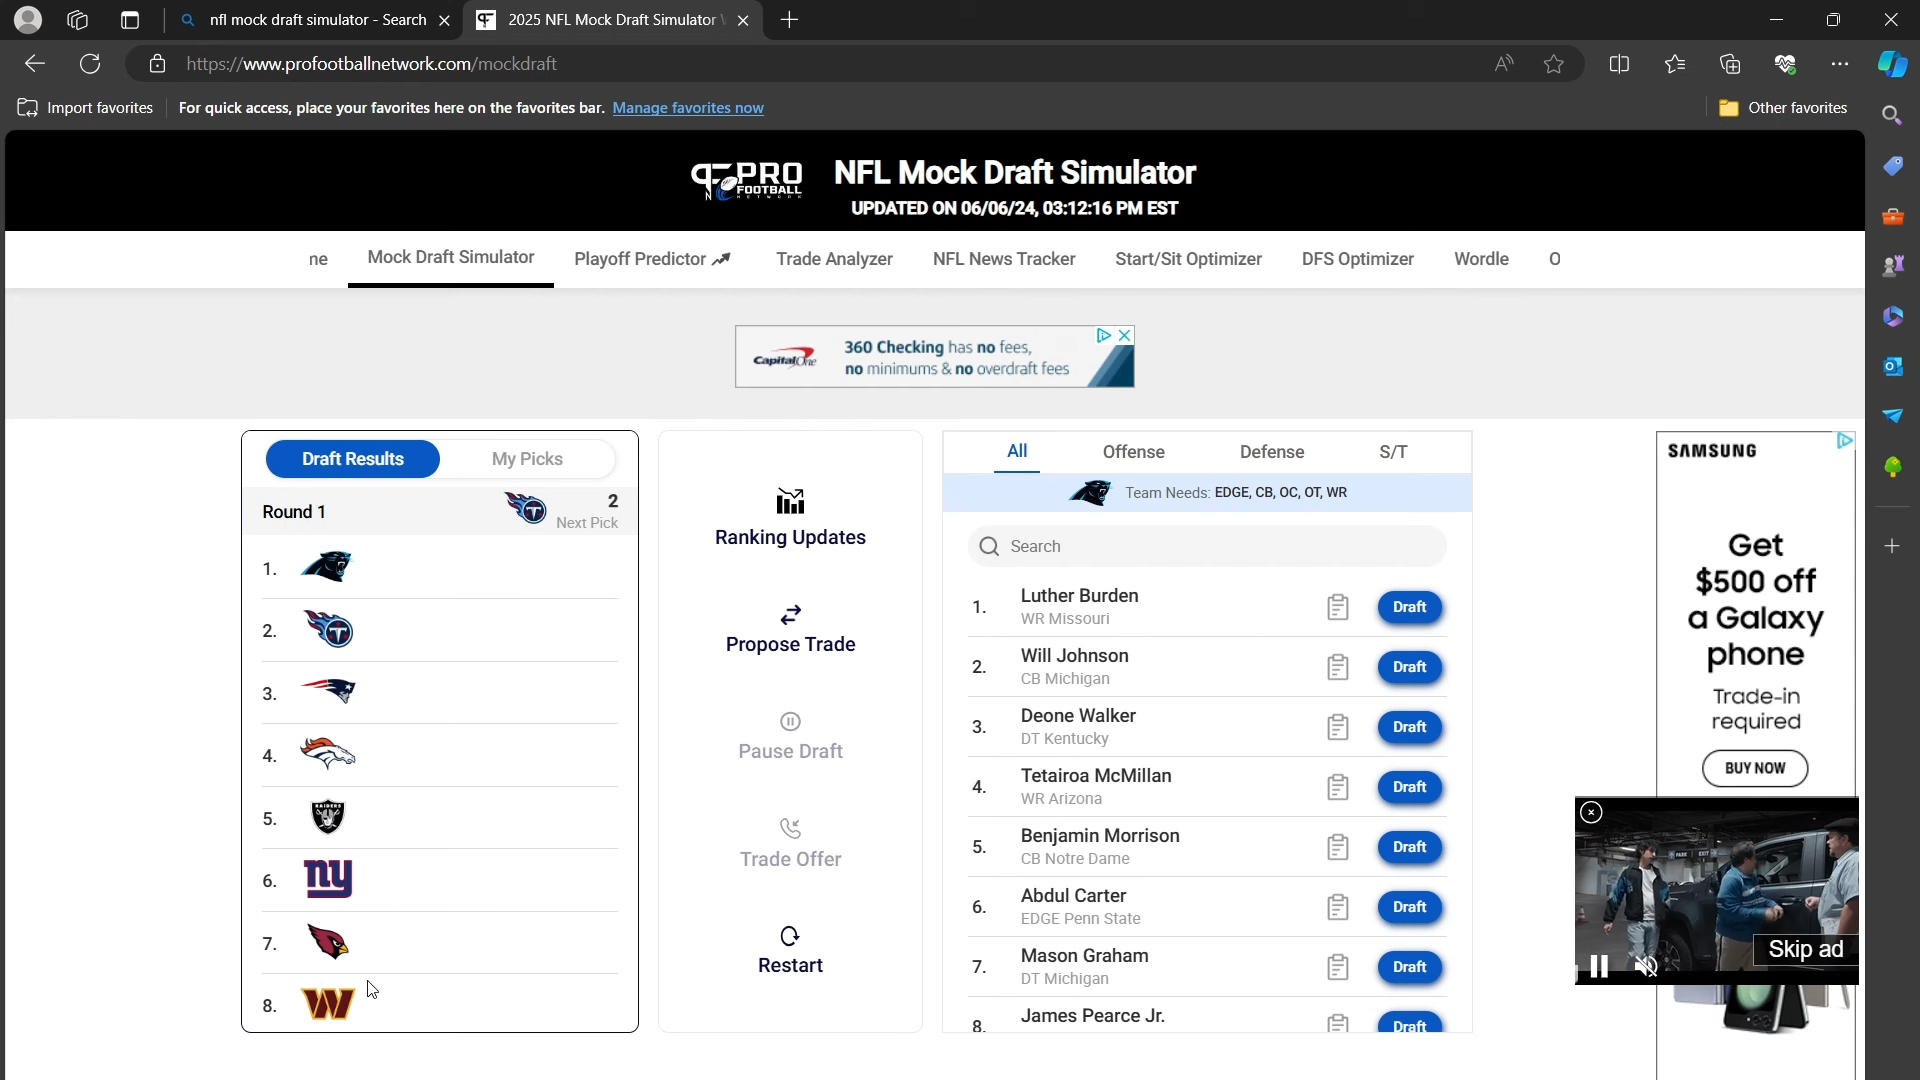 nfl mock draft simulator - Search
2025 NFL Mock Draft Simulator
https://www.profootballnetwork.com/mockdraft
Import favorites
For quick access, place your favorites here on the favorites bar. Manage favorites now
Other favorites
PRO FOOTBALL NETWORK
NFL Mock Draft Simulator
UPDATED ON 06/06/24, 03:12:16 PM EST
ne
Mock Draft Simulator
Playoff Predictor
Trade Analyzer
NFL News Tracker
Start/Sit Optimizer
DFS Optimizer
Wordle
O
Capital One
360 Checking has no fees,
no minimums & no overdraft fees
Draft Results
My Picks
Round 1
2
Next Pick
1.
2.
3.
4.
5.
RAIDERS
6.
ny
7.
8.
W
Ranking Updates
Propose Trade
Pause Draft
Trade Offer
Restart
All
Offense
Defense
S/T
Team Needs: EDGE, CB, OC, OT, WR
Search
1.
Luther Burden
WR Missouri
Draft
2.
Will Johnson
CB Michigan
Draft
3.
Deone Walker
DT Kentucky
Draft
4.
Tetairoa McMillan
WR Arizona
Draft
5.
Benjamin Morrison
CB Notre Dame
Draft
6.
Abdul Carter
EDGE Penn State
Draft
7.
Mason Graham
DT Michigan
Draft
8.
James Pearce Jr.
Draft
SAMSUNG
Get
$500 off
a Galaxy
phone
Trade-in
required
BUY NOW
PARK
EXIT
Skip ad